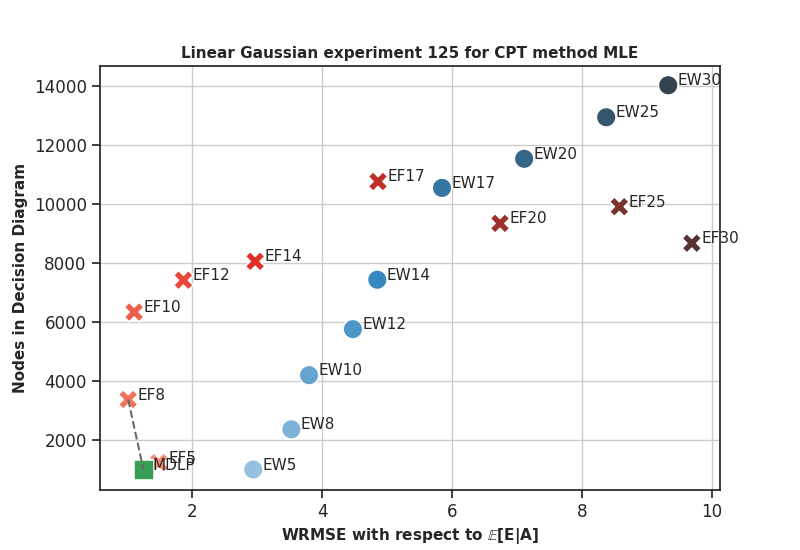 Linear Gaussian experiment 125 for CPT method MLE
Nodes in Decision Diagram
14000
12000
10000
8000
6000
4000
2000
EW30
EW25
EW20
EF17
EW17
EF25
EF20
EF30
EF14
EF12
EW14
EF10
EW12
EW10
EF8
EW8
EF5
MDLP
EW5
2
4
6
8
10
WRMSE with respect to 𝔼[E|A]